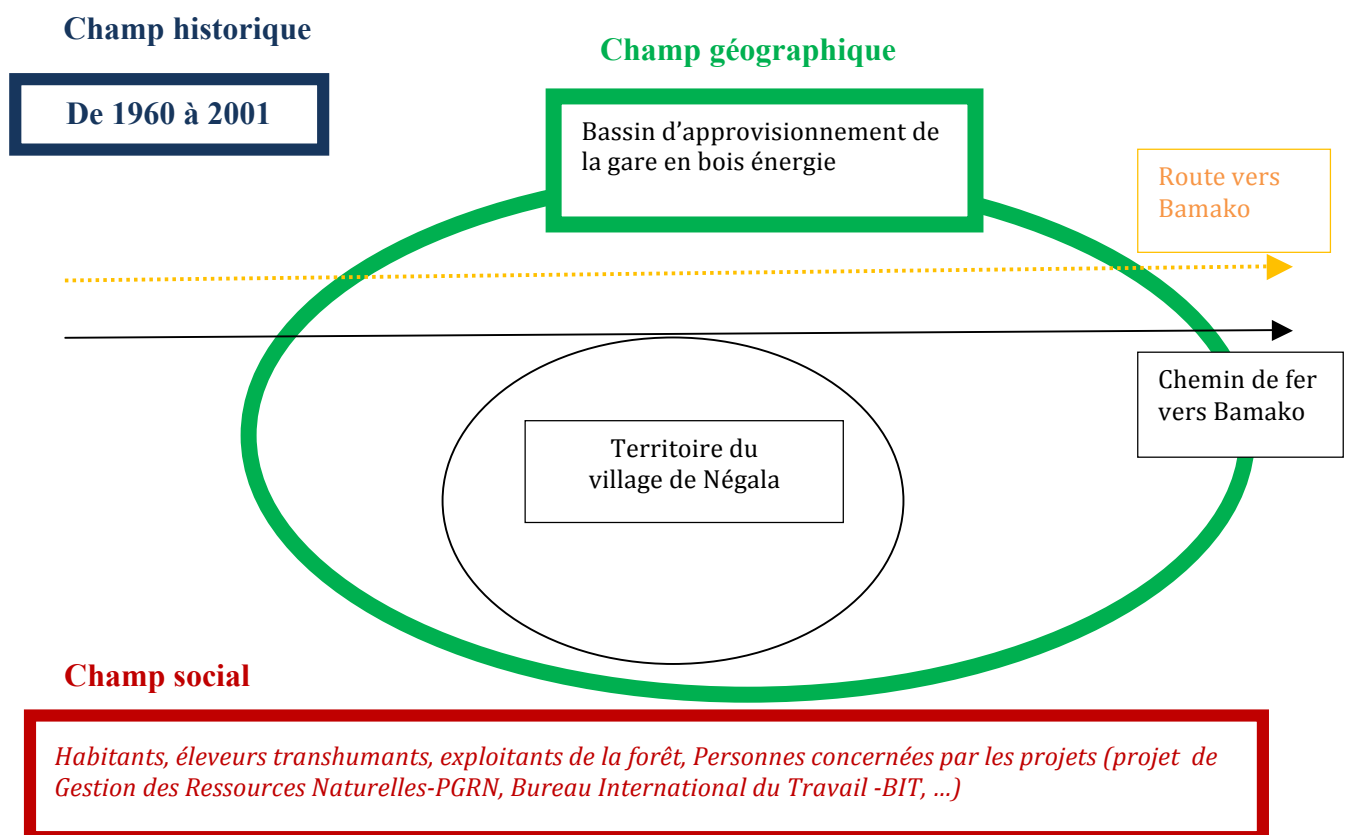 Champ historique
De 1960 à 2001
Champ géographique
Bassin d’approvisionnement de
la gare en bois énergie
Route vers
Bamako
Chemin de fer
vers Bamako
Territoire du
village de Négala
Champ social
Habitants, éleveurs transhumants, exploitants de la forêt, Personnes concernées par les projets (projet de
Gestion des Ressources Naturelles-PGRN, Bureau International du Travail -BIT, …)